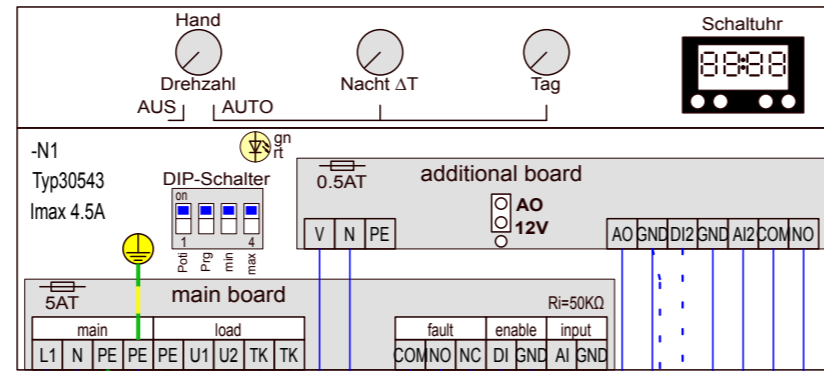 Hand
Schaltuhr
88:88
Drehzahl
Nacht ΔT
Tag
AUS
AUTO
-N1
gn
rt
Typ30543
DIP-Schalter
0.5AT
additional board
Imax 4.5A
on
AO
12V
V N PE
AO GND DI2 GND AI2 COM NO
1 4
Poti Prg min max
5AT
main board
Ri=50KΩ
main load fault enable input
L1 N PE PE PE U1 U2 TK TK COM NO NC DI GND AI GND